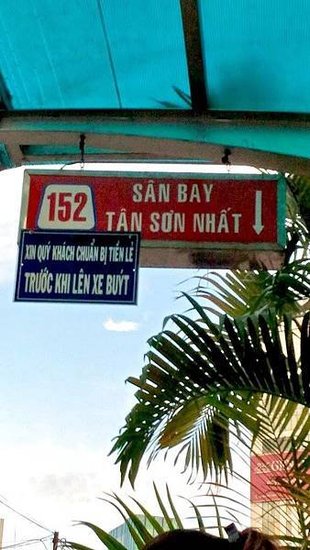 152
SÂN BAY
TÂN SƠN NHẤT
XIN QUÝ KHÁCH CHUẨN BỊ TIỀN LẺ
TRƯỚC KHI LÊN XE BUÝT